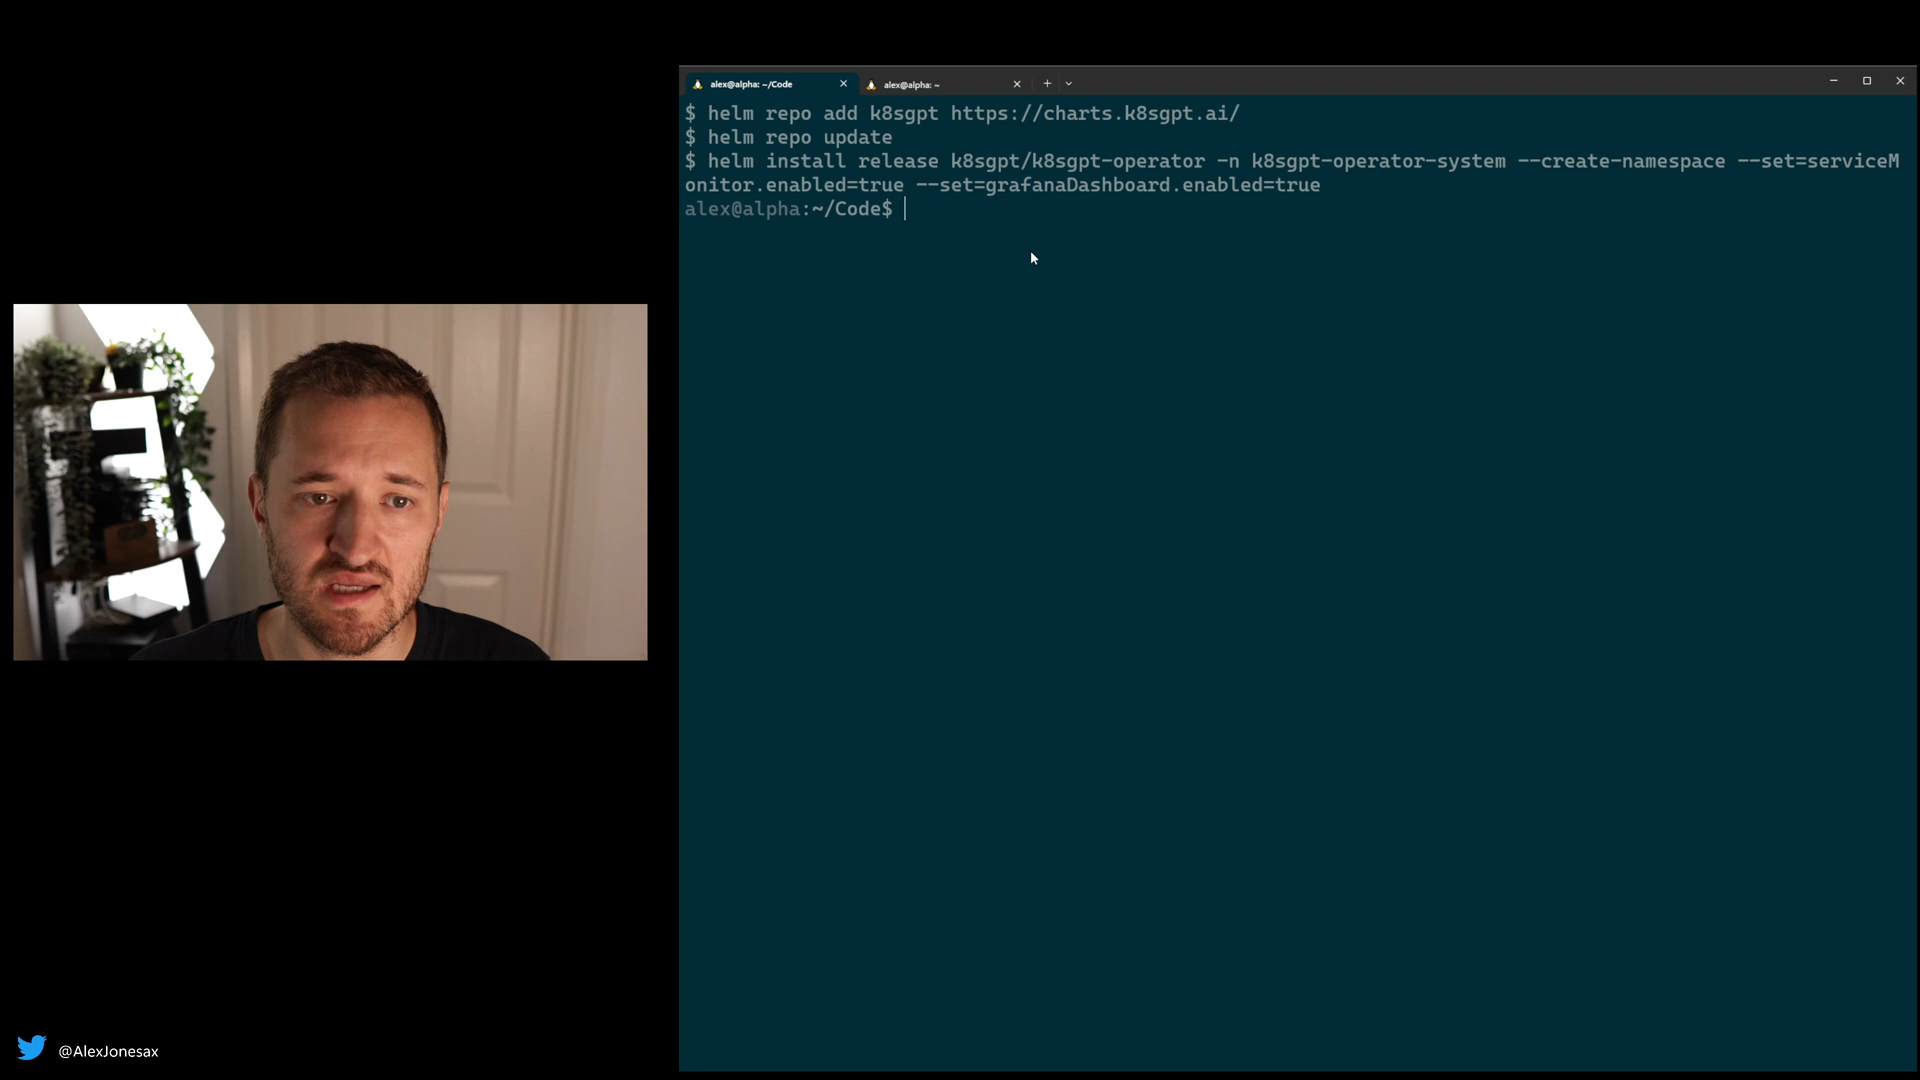 alex@alpha: ~/Code
alex@alpha: ~
$ helm repo add k8sgpt https://charts.k8sgpt.ai/
$ helm repo update
$ helm install release k8sgpt/k8sgpt-operator -n k8sgpt-operator-system --create-namespace --set=serviceM
onitor.enabled=true --set=grafanaDashboard.enabled=true
alex@alpha:~/Code$
@AlexJonesax